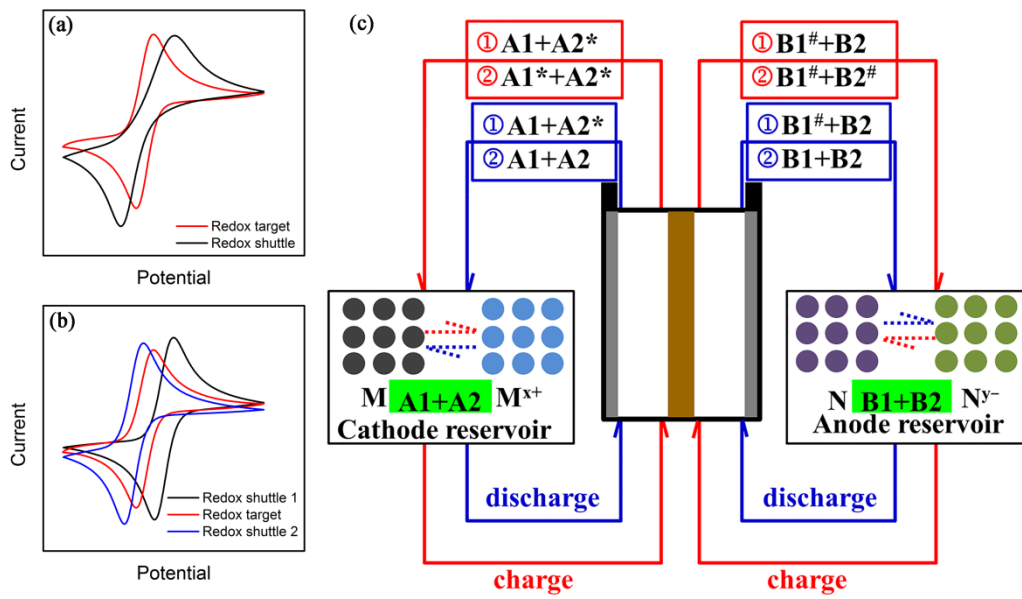 (a)
Current
Redox target
Redox shuttle
Potential
(b)
Current
Redox shuttle 1
Redox target
Redox shuttle 2
Potential
(c)
① A1+A2*
② A1*+A2*
① A1+A2*
② A1+A2
① B1#+B2
② B1#+B2#
① B1#+B2
② B1+B2
M A1+A2 Mx+
Cathode reservoir
N B1+B2 Ny−
Anode reservoir
discharge
discharge
charge
charge